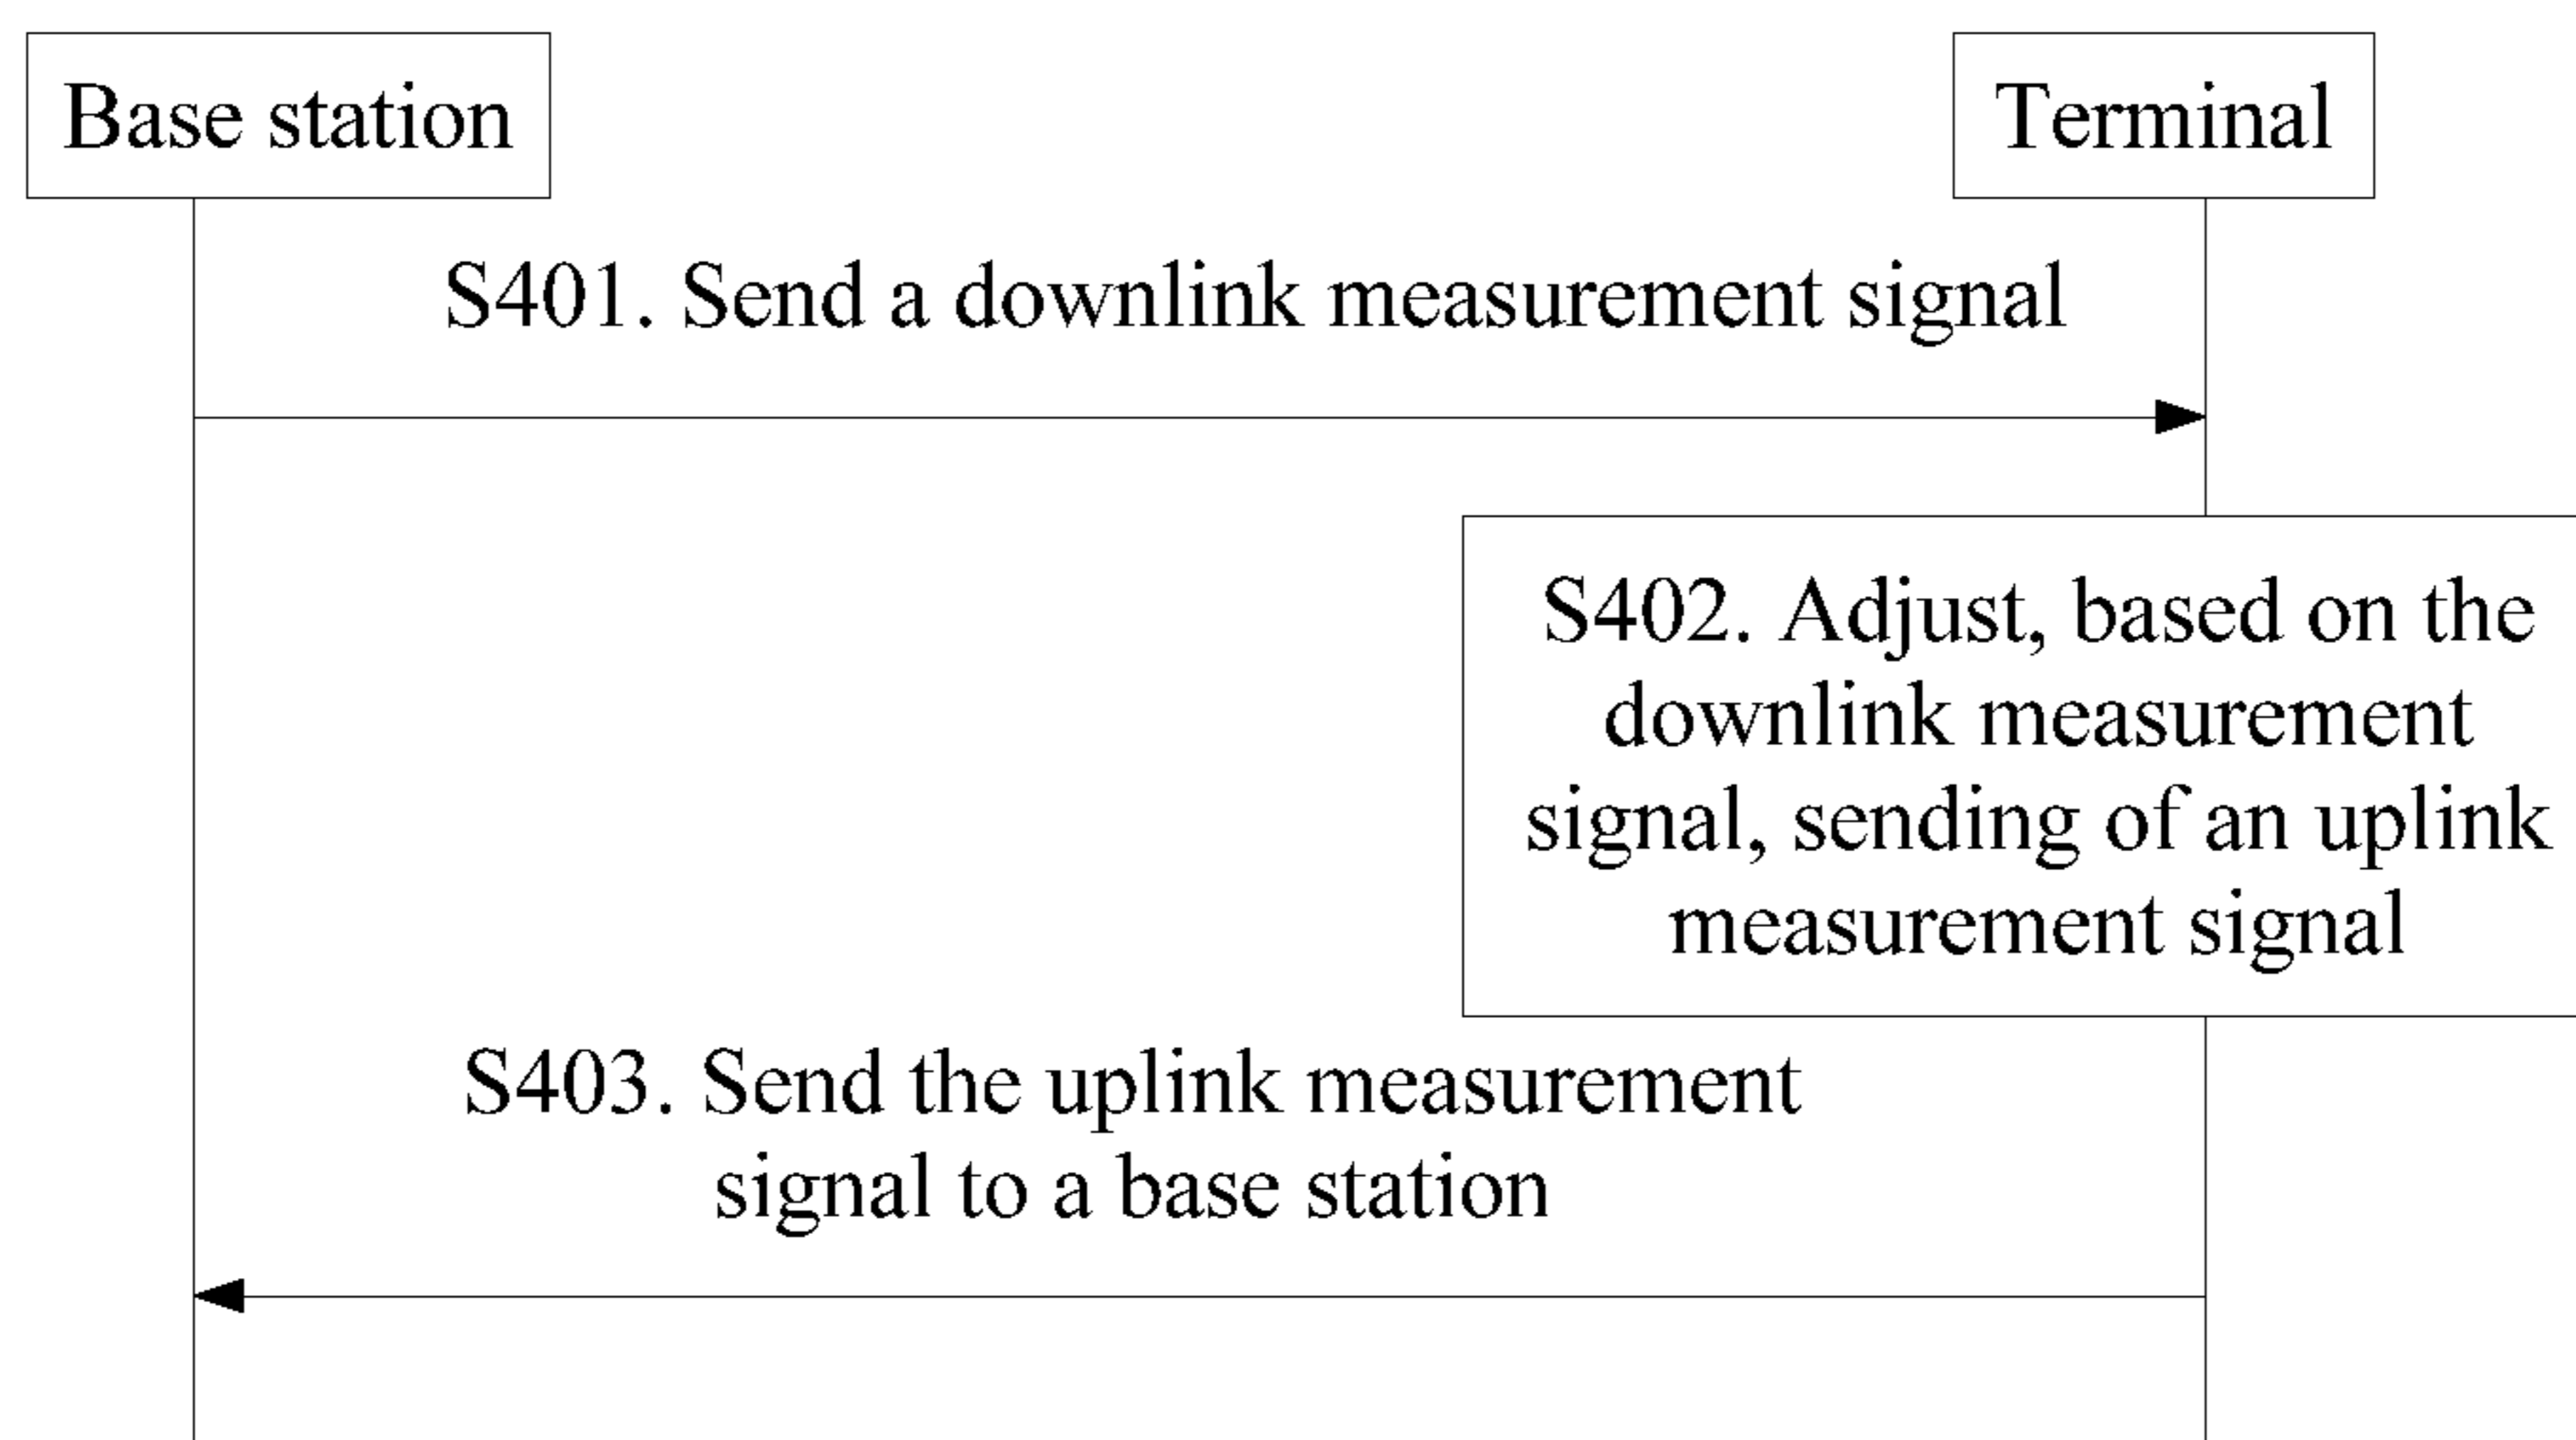 Base station
Terminal
S401. Send a downlink measurement signal
S402. Adjust, based on the
downlink measurement
signal, sending of an uplink
measurement signal
S403. Send the uplink measurement
signal to a base station